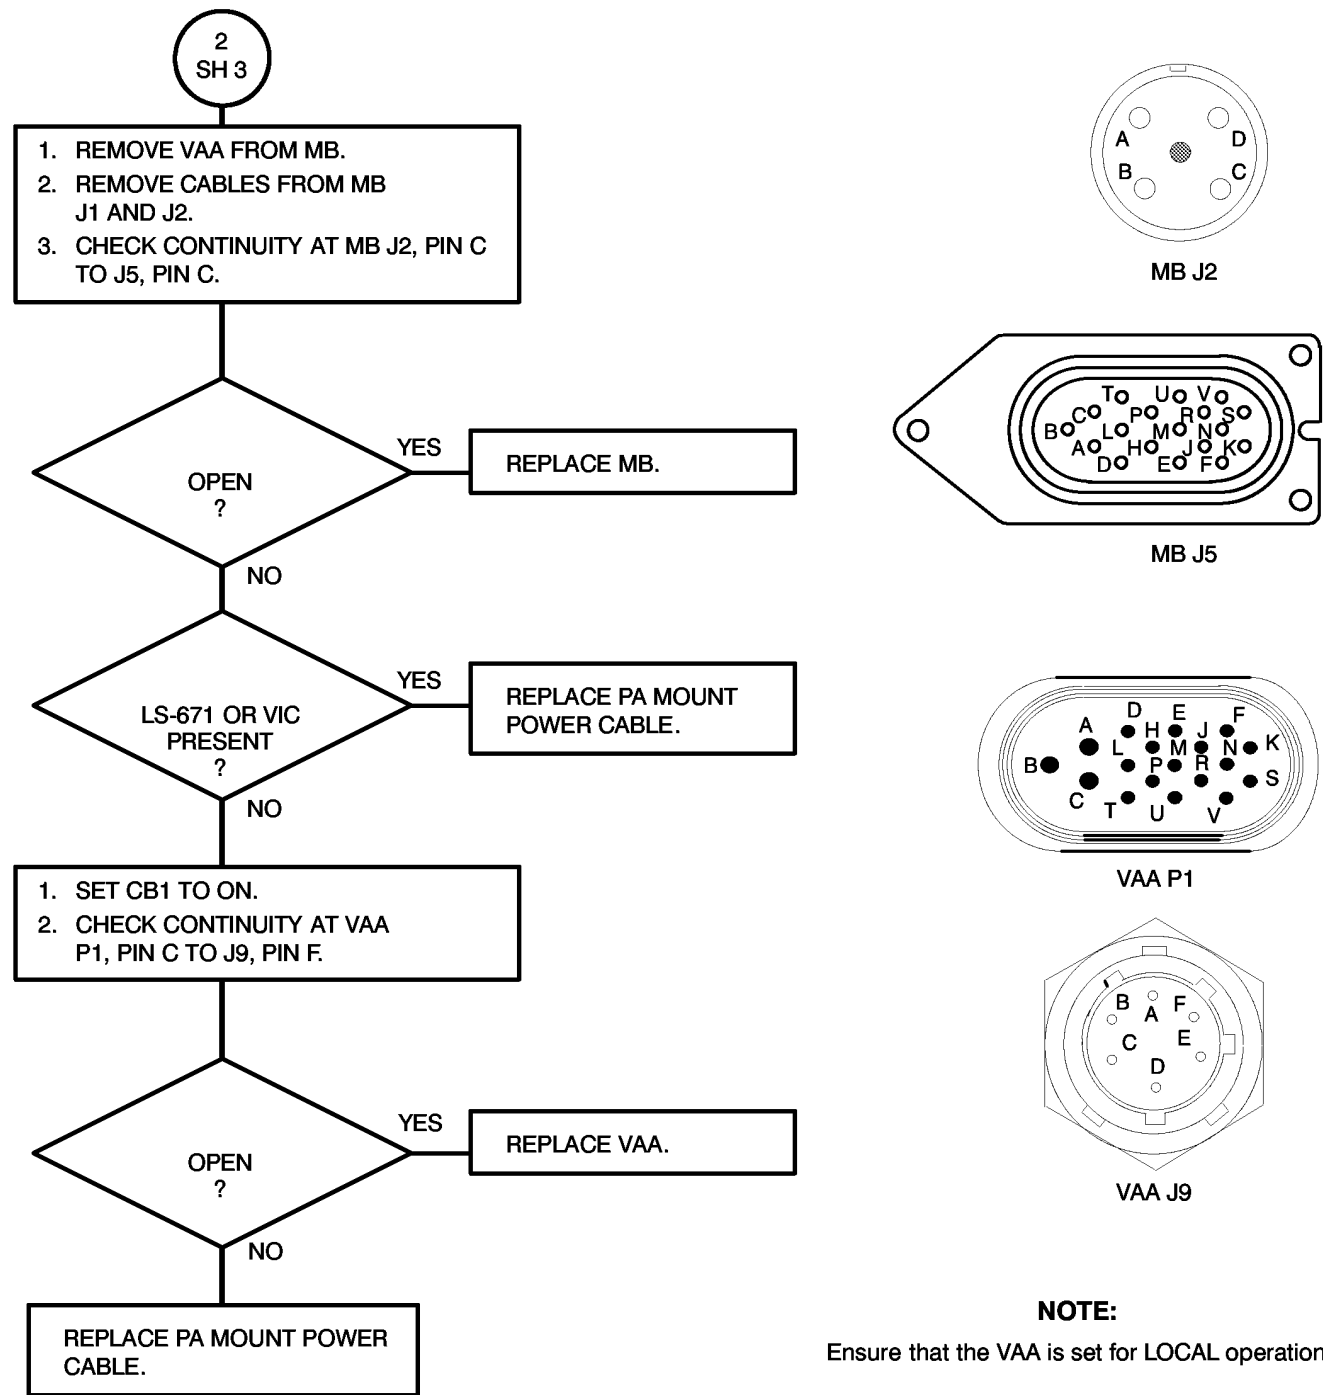 2
SH 3
1. REMOVE VAA FROM MB.
2. REMOVE CABLES FROM MB
J1 AND J2.
3. CHECK CONTINUITY AT MB J2, PIN C
TO J5, PIN C.
OPEN
?
YES
REPLACE MB.
NO
LS-671 OR VIC
PRESENT
?
YES
REPLACE PA MOUNT
POWER CABLE.
NO
1. SET CB1 TO ON.
2. CHECK CONTINUITY AT VAA
P1, PIN C TO J9, PIN F.
OPEN
?
YES
REPLACE VAA.
NO
REPLACE PA MOUNT POWER
CABLE.
A D
B C
MB J2
T U V
C P R S
B L M N
A H J K
D E F
MB J5
D E F
A H J
L M N K
B P R S
C T U V
VAA P1
B A F
C E
D
VAA J9
NOTE:
Ensure that the VAA is set for LOCAL operation